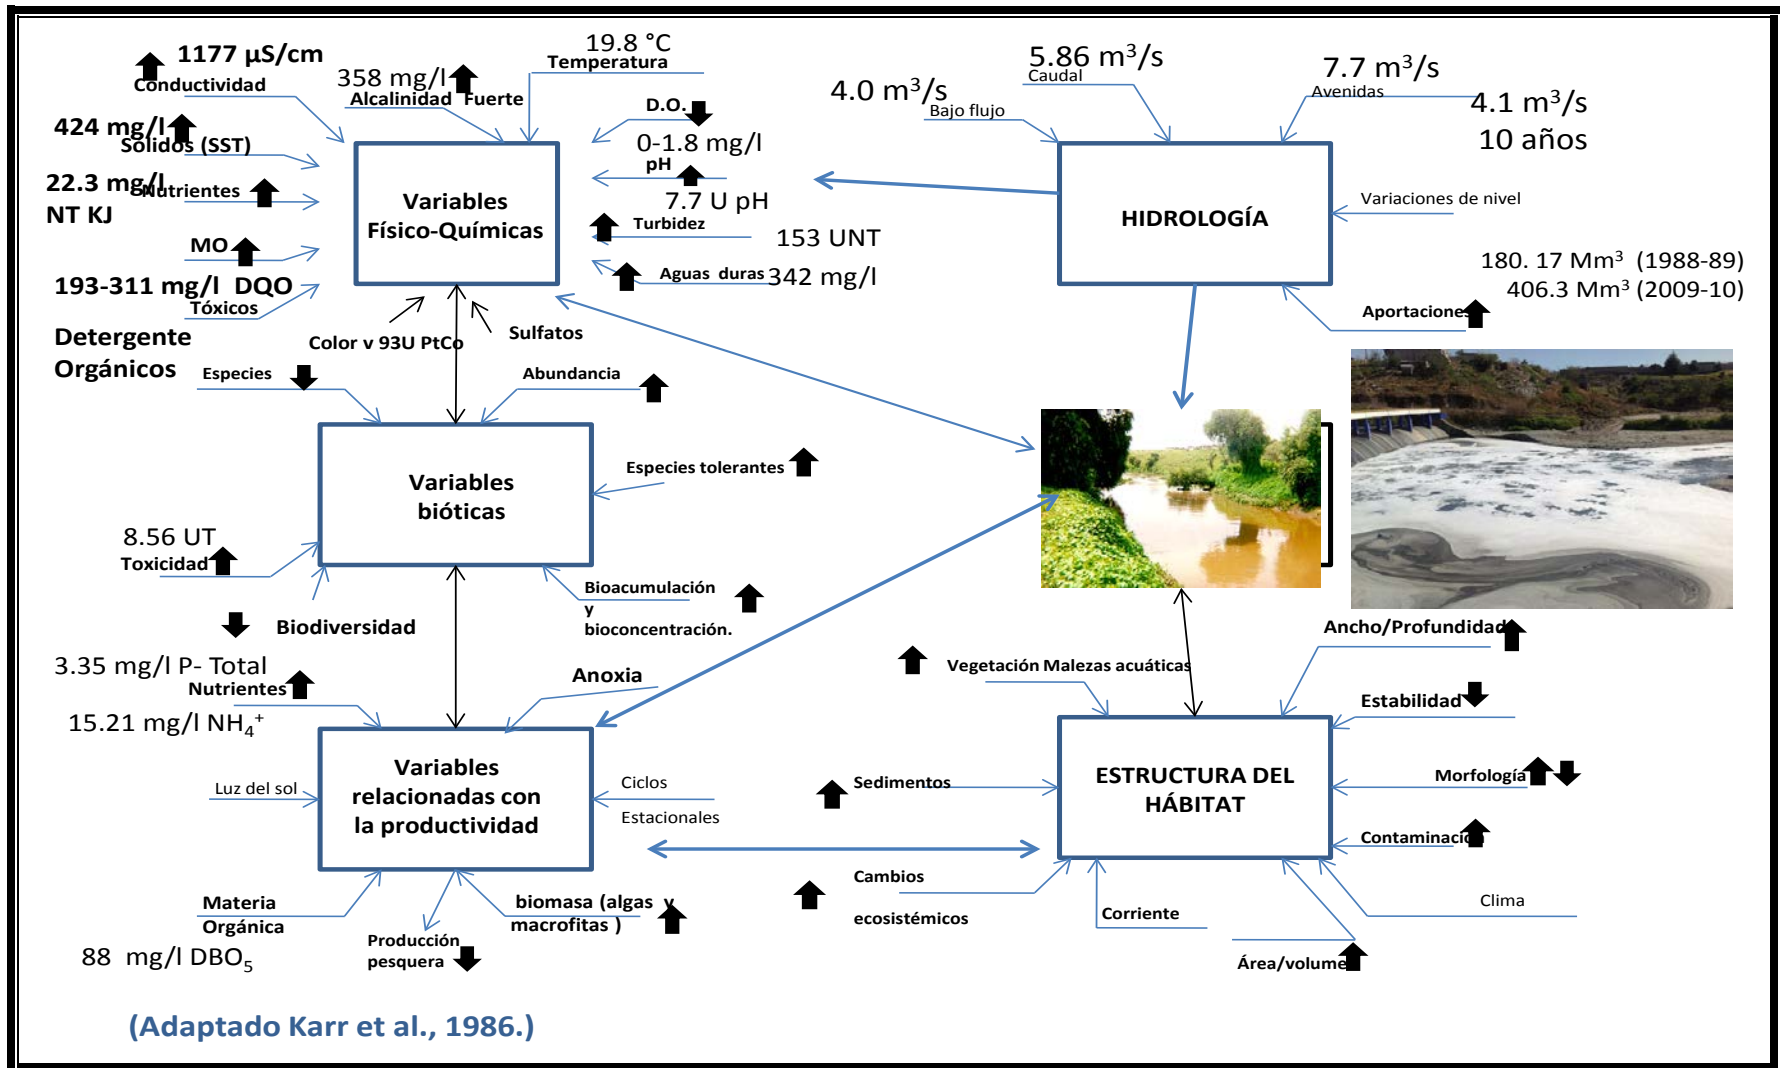 1177 µS/cm
Conductividad
358 mg/l
Alcalinidad Fuerte
19.8 °C
Temperatura
424 mg/l
Sólidos (SST)
D.O.
0-1.8 mg/l
22.3 mg/l
Nutrientes
NT KJ
pH
7.7 U pH
MO
Turbidez
153 UNT
193-311 mg/l DQO
Tóxicos
Aguas duras
342 mg/l
Detergente
Orgánicos
Variables
Físico-Químicas
Color v 93U PtCo
Sulfatos
4.0 m³/s
Bajo flujo
5.86 m³/s
Caudal
7.7 m³/s
Avenidas
4.1 m³/s
10 años
HIDROLOGÍA
Variaciones de nivel
180. 17 Mm³ (1988-89)
406.3 Mm³ (2009-10)
Aportaciones
Especies
Abundancia
Variables
bióticas
Especies tolerantes
8.56 UT
Toxicidad
Biodiversidad
Bioacumulación
y
bioconcentración.
3.35 mg/l P- Total
Nutrientes
15.21 mg/l NH₄⁺
Anoxia
Variables
relacionadas con
la productividad
Luz del sol
Ciclos
Estacionales
Materia
Orgánica
88 mg/l DBO₅
Producción
pesquera
biomasa (algas y
macrofitas )
Vegetación Malezas acuáticas
Ancho/Profundidad
Estabilidad
Sedimentos
ESTRUCTURA DEL
HÁBITAT
Morfología
Contaminación
Cambios
ecosistémicos
Corriente
Clima
Área/volume
(Adaptado Karr et al., 1986.)